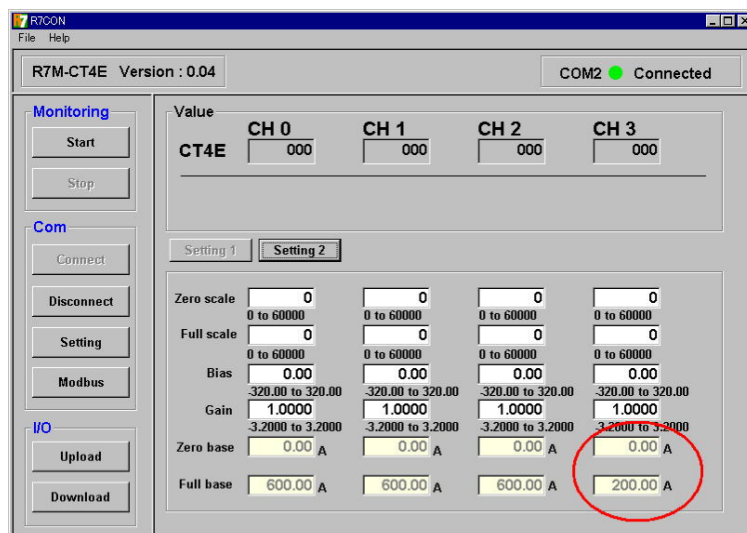 R7 R7CON
File Help
R7M-CT4E Version : 0.04
COM2 Connected
Monitoring
Start
Stop
Com
Connect
Disconnect
Setting
Modbus
I/O
Upload
Download
Value
CH 0 CH 1 CH 2 CH 3
CT4E 000 000 000 000
Setting 1 Setting 2
Zero scale 0 0 0 0
0 to 60000 0 to 60000 0 to 60000 0 to 60000
Full scale 0 0 0 0
0 to 60000 0 to 60000 0 to 60000 0 to 60000
Bias 0.00 0.00 0.00 0.00
-320.00 to 320.00 -320.00 to 320.00 -320.00 to 320.00 -320.00 to 320.00
Gain 1.0000 1.0000 1.0000 1.0000
-3.2000 to 3.2000 -3.2000 to 3.2000 -3.2000 to 3.2000 -3.2000 to 3.2000
Zero base 0.00 A 0.00 A 0.00 A 0.00 A
Full base 600.00 A 600.00 A 600.00 A 200.00 A